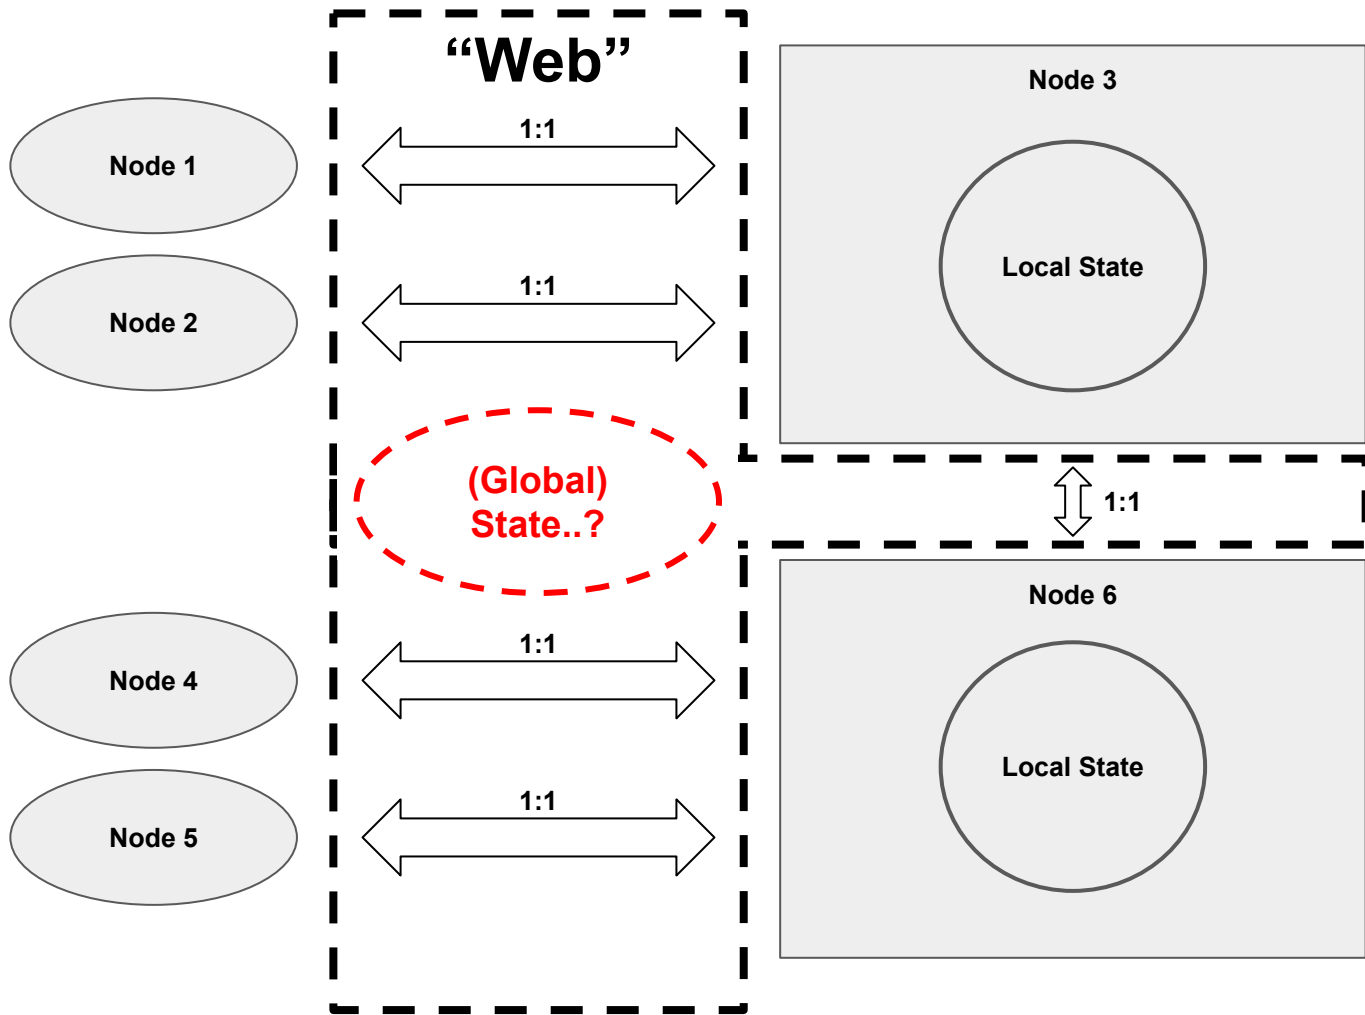 “Web”
Node 3
1:1
Node 1
Local State
1:1
Node 2
(Global)
State..?
1:1
Node 6
1:1
Node 4
Local State
1:1
Node 5